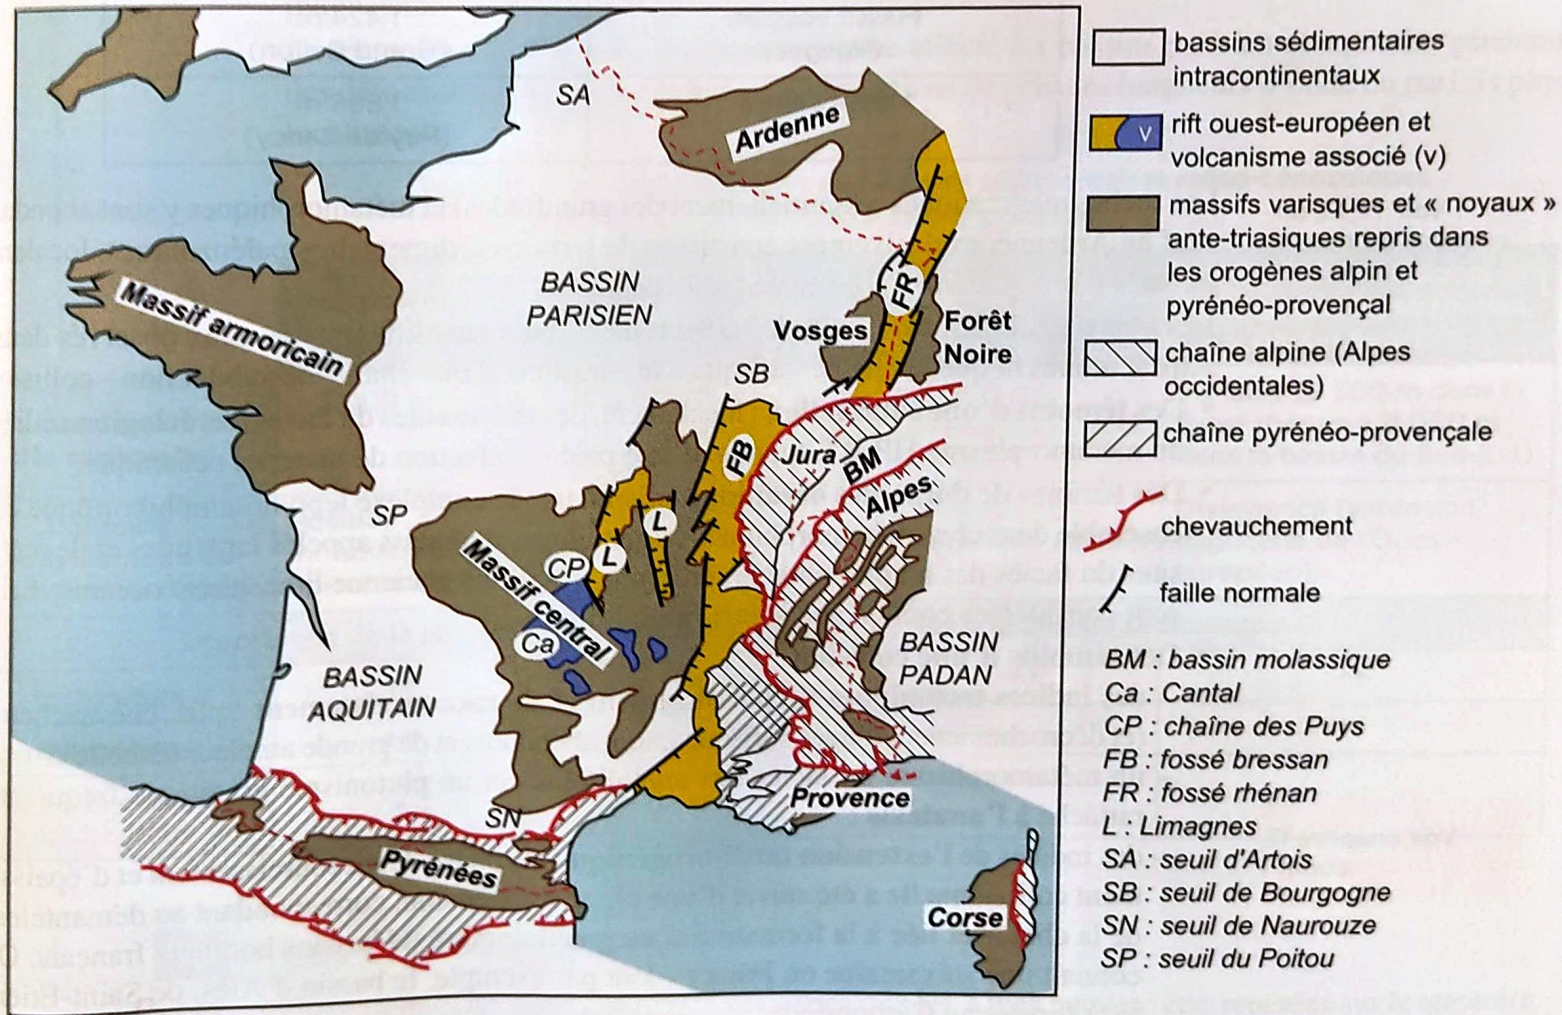 SA
Ardenne
Massif armoricain
BASSIN
PARISIEN
FR
Vosges
Forêt
Noire
SB
FB
Jura
BM
Alpes
SP
L
L
CP
Massif central
Ca
BASSIN
AQUITAIN
BASSIN
PADAN
Provence
SN
Pyrénées
Corse
bassins sédimentaires
intracontinentaux
v
rift ouest-européen et
volcanisme associé (v)
massifs varisques et « noyaux »
ante-triasiques repris dans
les orogènes alpin et
pyrénéo-provençal
chaîne alpine (Alpes
occidentales)
chaîne pyrénéo-provençale
chevauchement
faille normale
BM : bassin molassique
Ca : Cantal
CP : chaîne des Puys
FB : fossé bressan
FR : fossé rhénan
L : Limagnes
SA : seuil d'Artois
SB : seuil de Bourgogne
SN : seuil de Naurouze
SP : seuil du Poitou